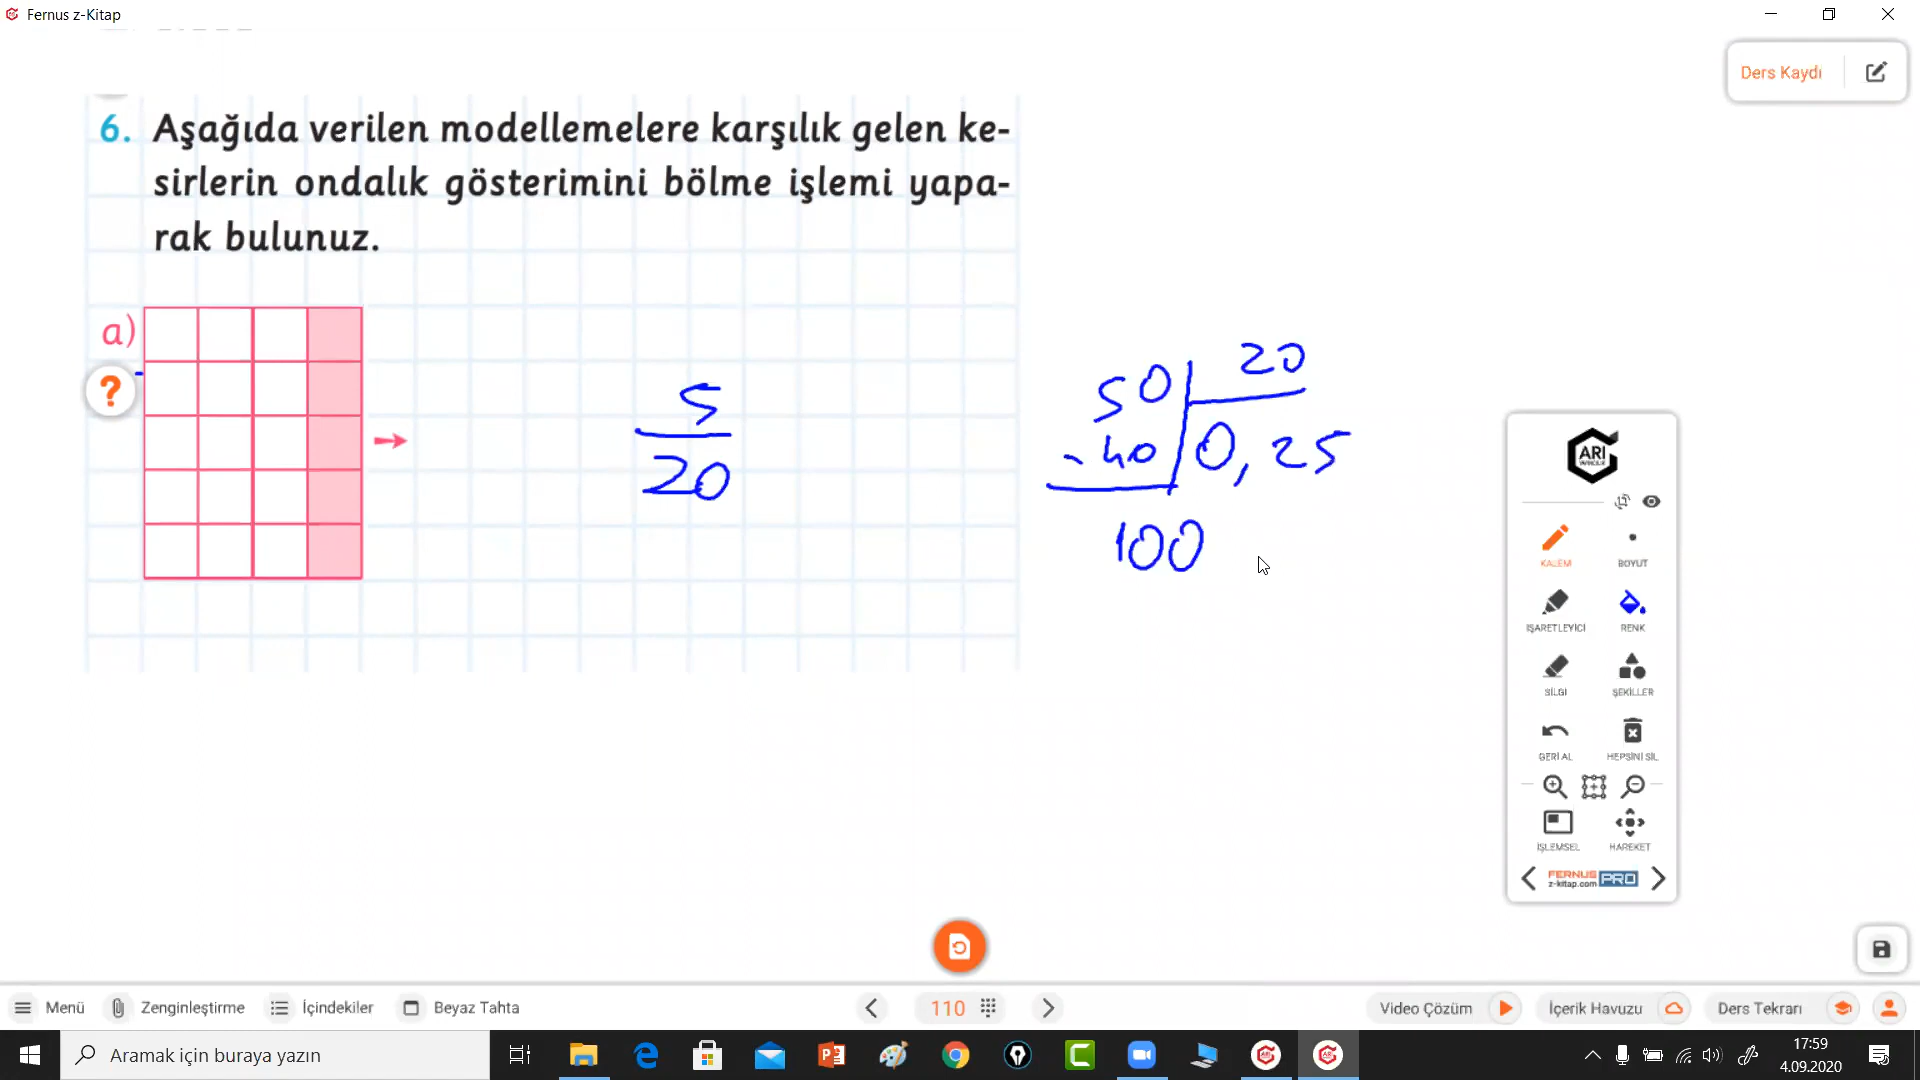 Fernus z-Kitap
Ders Kaydı
6. Aşağıda verilen modellemelere karşılık gelen ke-
sirlerin ondalık gösterimini bölme işlemi yapa-
rak bulunuz.
a)
?
5
20
50 20
- 40 0,25
100
ARI
YAYINCILIK
KALEM BOYUT
İŞARETLEYİCİ RENK
SİLGİ ŞEKİLLER
GERİ AL HEPSİNİ SİL
İŞLEMSEL HAREKET
FERNUS PRO
z-kitap.com
Menü Zenginleştirme İçindekiler Beyaz Tahta 110 Video Çözüm İçerik Havuzu Ders Tekrarı
Aramak için buraya yazın
17:59
4.09.2020